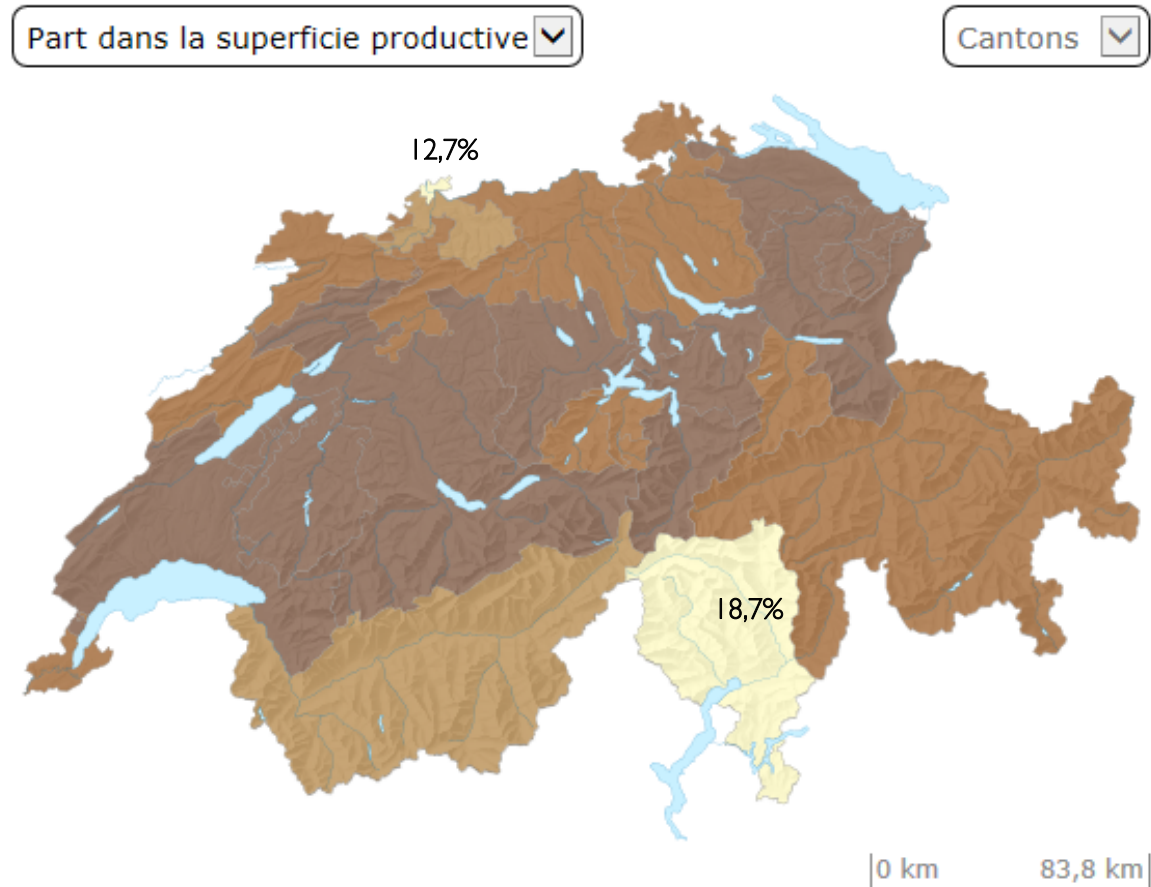 Part dans la superficie productive
Cantons
12,7%
18,7%
0 km
83,8 km